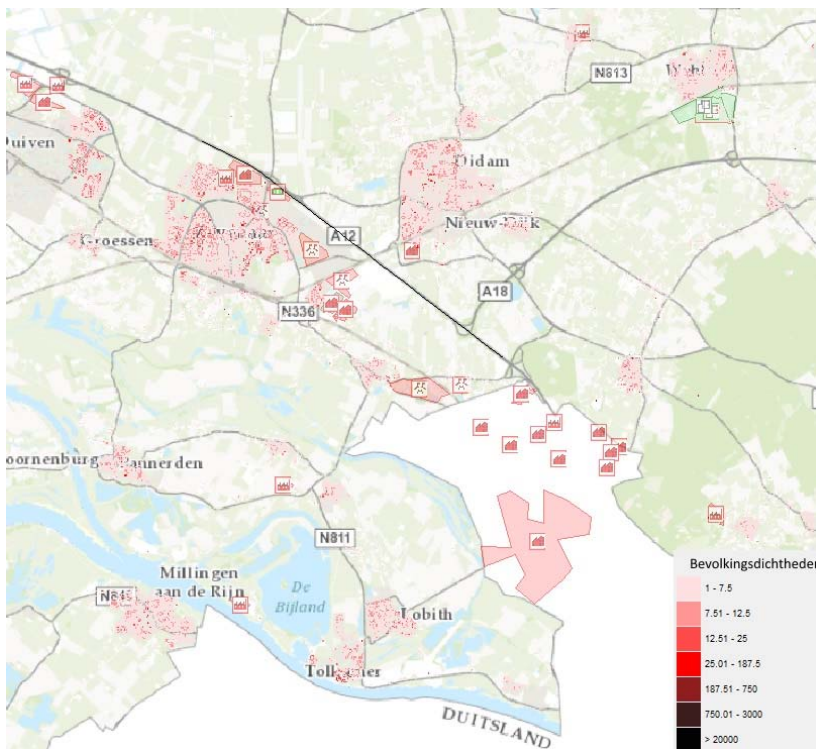 N813
Wehl
Duiven
Didam
Nieuw-Dijk
Groessen
A12
A18
N336
Pannerden
N811
Millingen
aan de Rijn
De
Bijland
Lobith
Tolkamer
DUITSLAND
Bevolkingsdichtheden
1 - 7.5
7.51 - 12.5
12.51 - 25
25.01 - 187.5
187.51 - 750
750.01 - 3000
> 20000